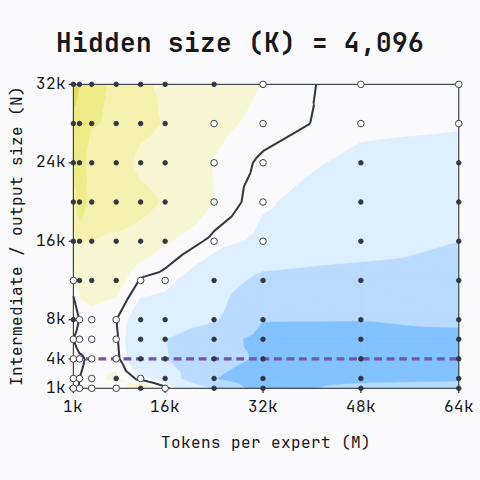 Hidden size (K) = 4,096
Intermediate / output size (N)
32k
24k
16k
8k
4k
1k
1k 16k 32k 48k 64k
Tokens per expert (M)